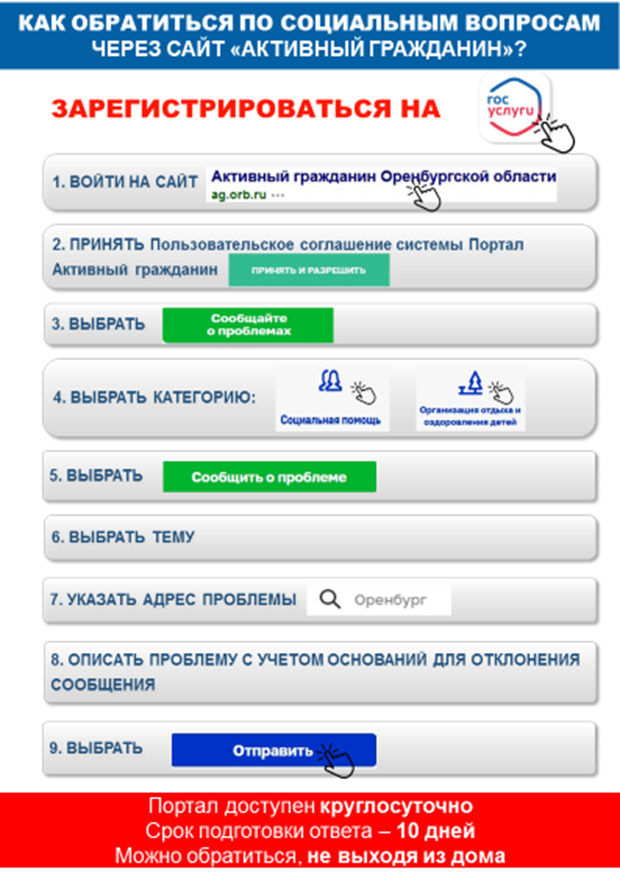 КАК ОБРАТИТЬСЯ ПО СОЦИАЛЬНЫМ ВОПРОСАМ
ЧЕРЕЗ САЙТ «АКТИВНЫЙ ГРАЖДАНИН»?
ЗАРЕГИСТРИРОВАТЬСЯ НА
гос
услуги
1. ВОЙТИ НА САЙТ Активный гражданин Оренбургской области
ag.orb.ru ···
2. ПРИНЯТЬ Пользовательское соглашение системы Портал
Активный гражданин ПРИНЯТЬ И РАЗРЕШИТЬ
3. ВЫБРАТЬ Сообщайте
о проблемах
4. ВЫБРАТЬ КАТЕГОРИЮ:
Социальная помощь
Организация отдыха и
оздоровления детей
5. ВЫБРАТЬ Сообщить о проблеме
6. ВЫБРАТЬ ТЕМУ
7. УКАЗАТЬ АДРЕС ПРОБЛЕМЫ Оренбург
8. ОПИСАТЬ ПРОБЛЕМУ С УЧЕТОМ ОСНОВАНИЙ ДЛЯ ОТКЛОНЕНИЯ
СООБЩЕНИЯ
9. ВЫБРАТЬ Отправить
Портал доступен круглосуточно
Срок подготовки ответа – 10 дней
Можно обратиться, не выходя из дома